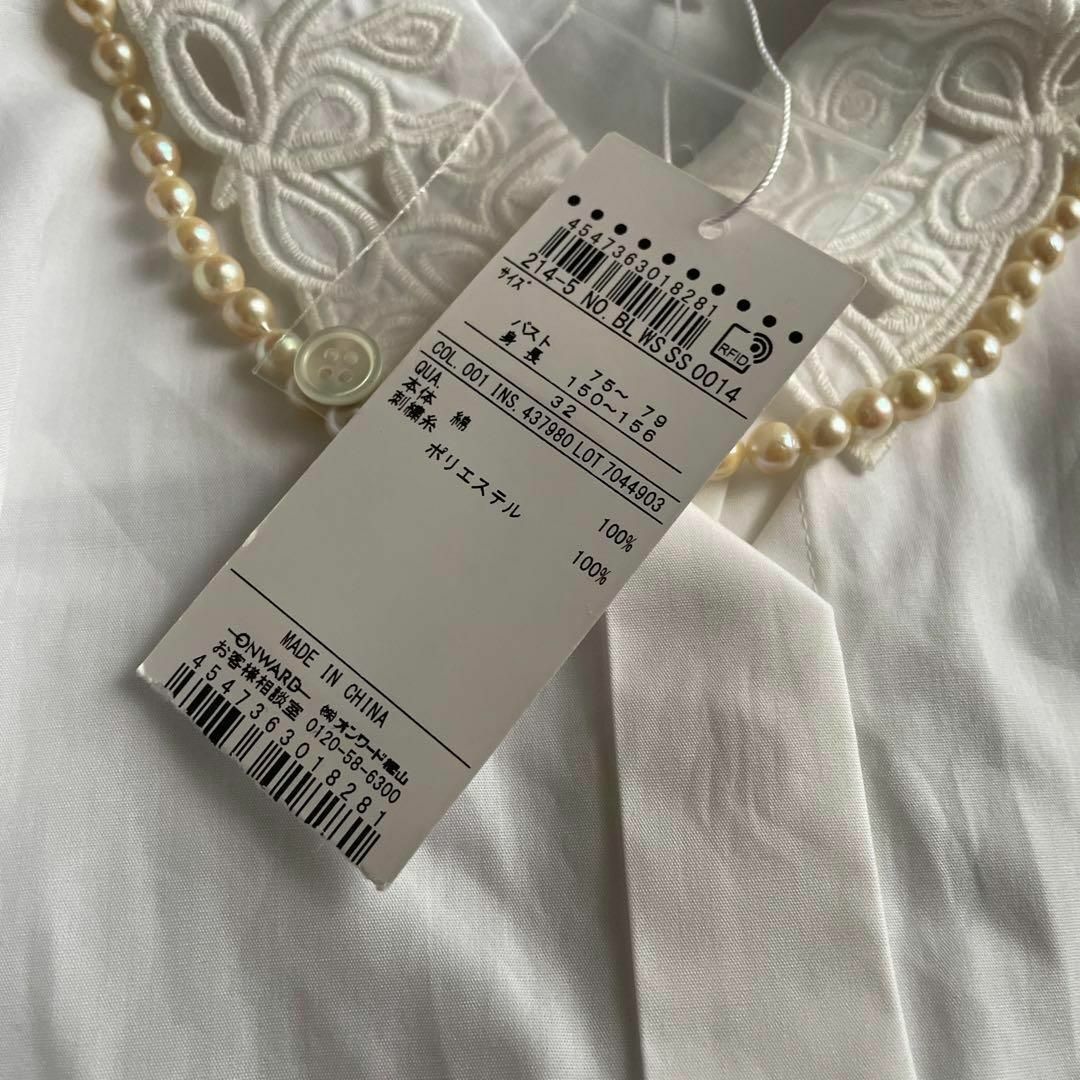 4547363018281
214-5 NO. BL WSSS0014
RFID
サイズ
バスト 75~ 79
身長 150~156
32
COL. 001 INS. 437980 LOT 7044903
QUA.
本体 綿 100%
刺繍糸 ポリエステル 100%
MADE IN CHINA
ONWARD ㈱オンワード樫山
お客様相談室 0120-58-6300
4547363018281